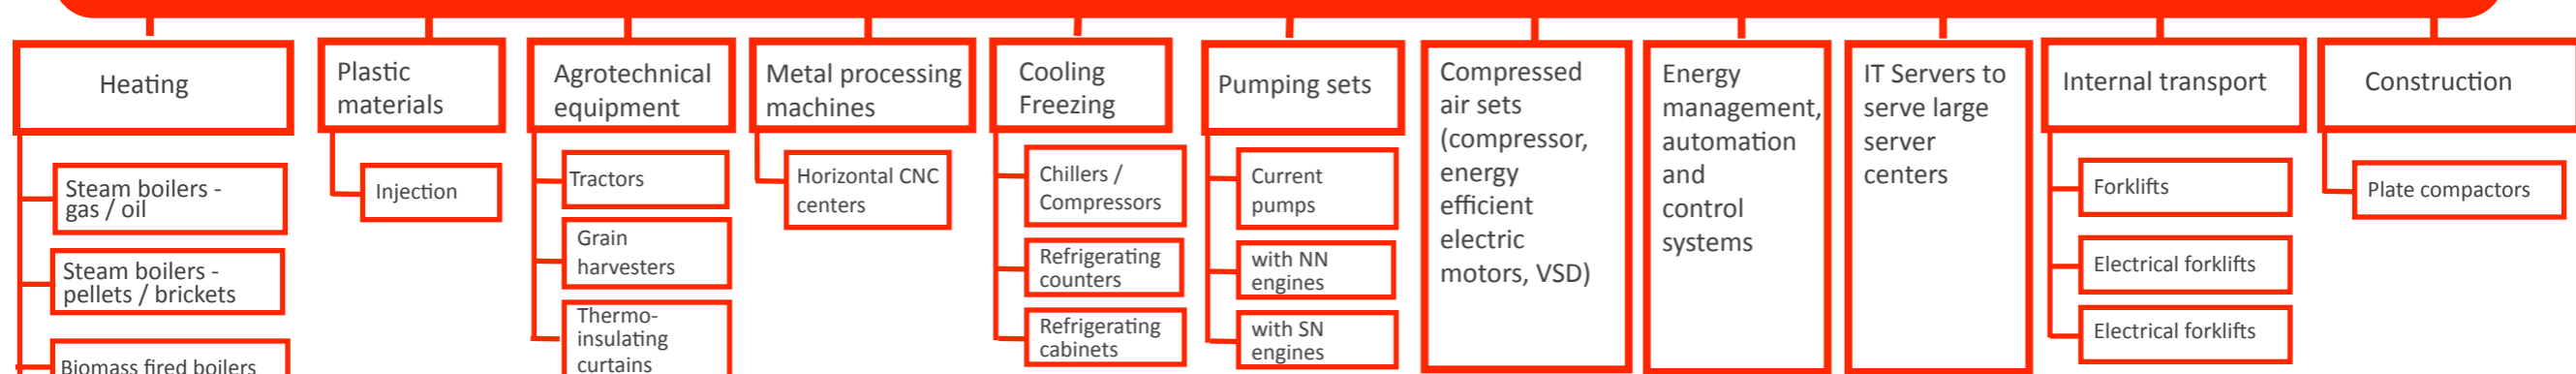 Heating
Steam boilers -
gas / oil
Steam boilers -
pellets / brickets
Biomass fired boilers
Plastic
materials
Injection
Agrotechnical
equipment
Tractors
Grain
harvesters
Thermo-
insulating
curtains
Metal processing
machines
Horizontal CNC
centers
Cooling
Freezing
Chillers /
Compressors
Refrigerating
counters
Refrigerating
cabinets
Pumping sets
Current
pumps
with NN
engines
with SN
engines
Compressed
air sets
(compressor,
energy
efficient
electric
motors, VSD)
Energy
management,
automation
and
control
systems
IT Servers to
serve large
server
centers
Internal transport
Forklifts
Electrical forklifts
Electrical forklifts
Construction
Plate compactors